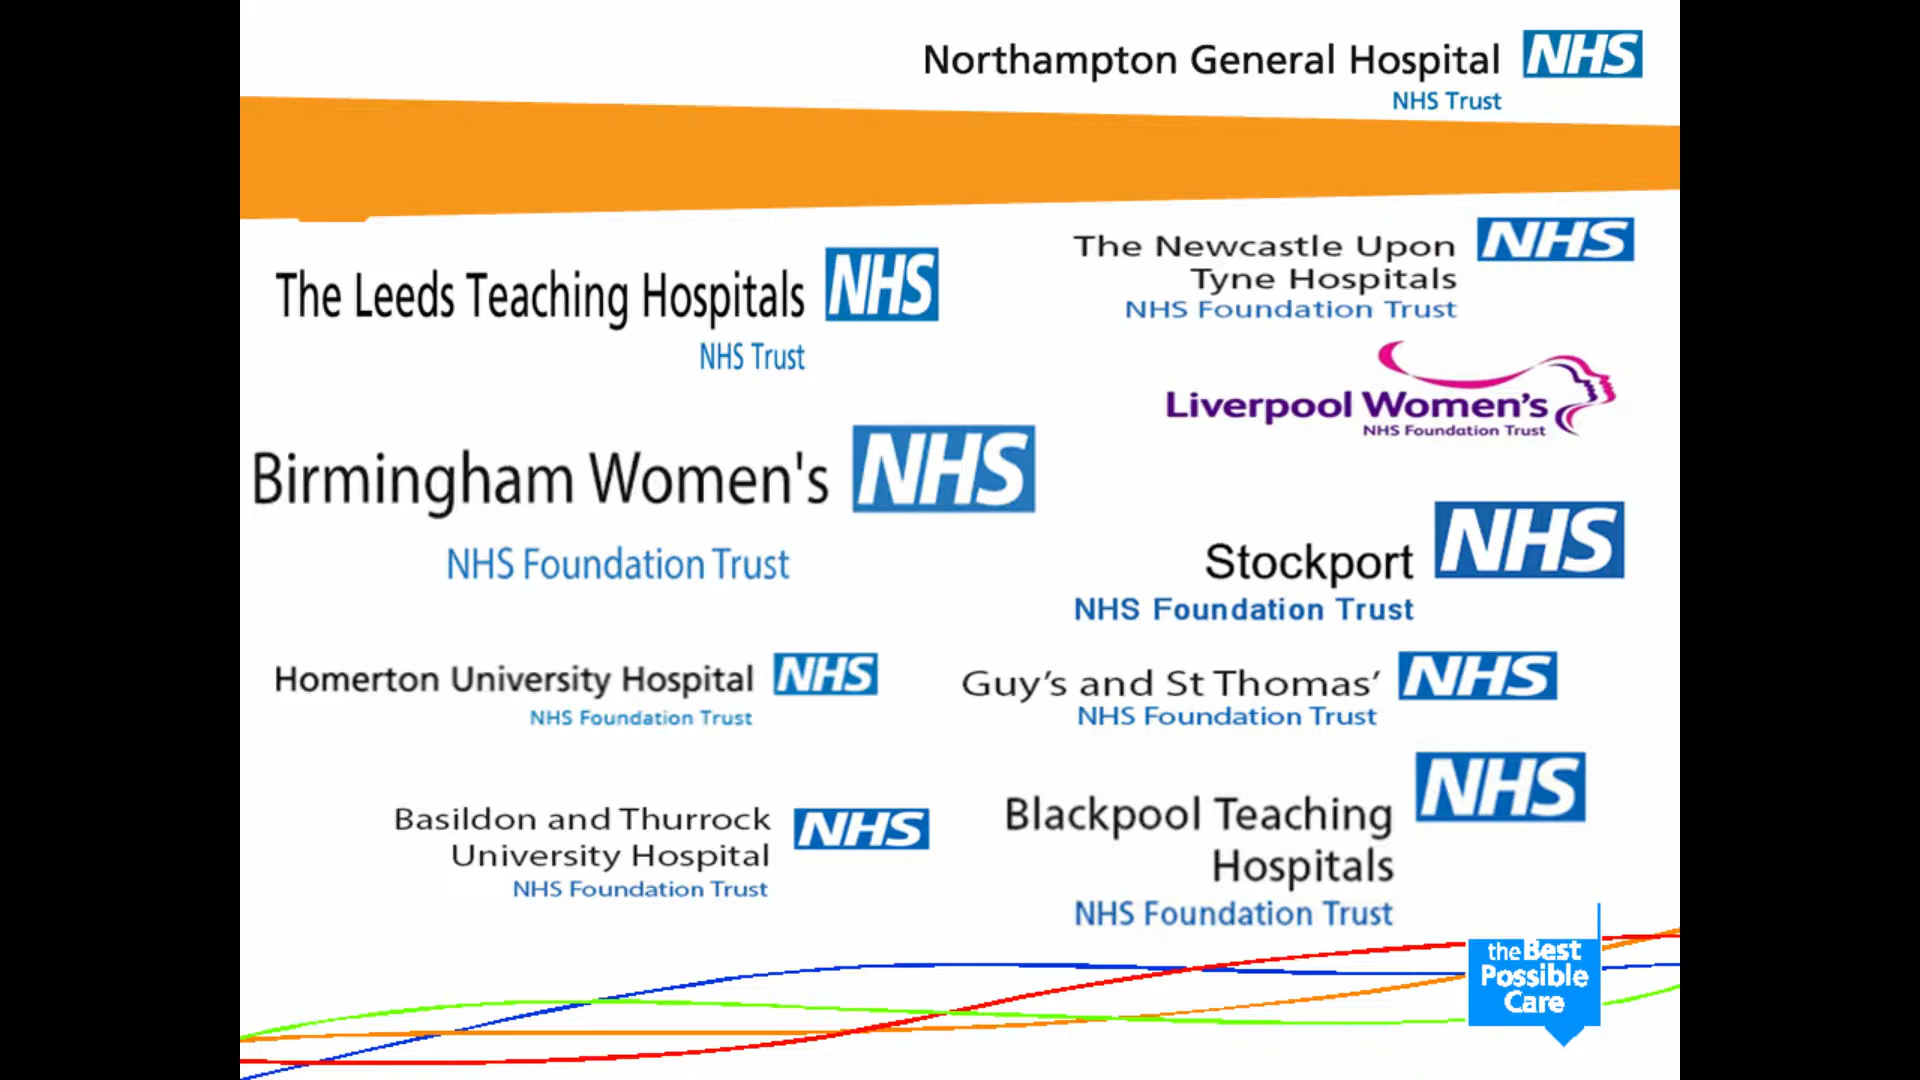 Northampton General Hospital NHS
NHS Trust
The Leeds Teaching Hospitals NHS
NHS Trust
The Newcastle Upon NHS
Tyne Hospitals
NHS Foundation Trust
Liverpool Women's
NHS Foundation Trust
Birmingham Women's NHS
NHS Foundation Trust
Stockport NHS
NHS Foundation Trust
Homerton University Hospital NHS
NHS Foundation Trust
Guy's and St Thomas' NHS
NHS Foundation Trust
Basildon and Thurrock NHS
University Hospital
NHS Foundation Trust
Blackpool Teaching NHS
Hospitals
NHS Foundation Trust
the Best
Possible
Care